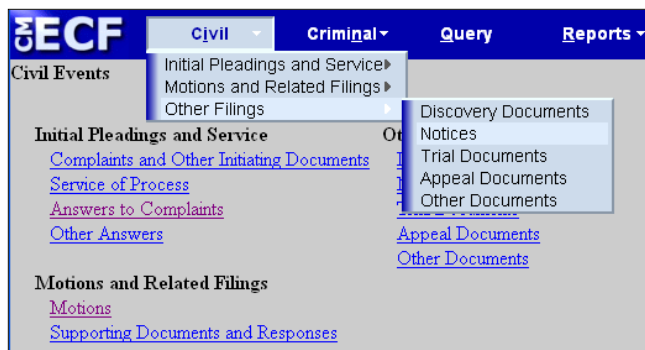 CM ECF Civil Criminal Query Reports
Initial Pleadings and Service
Motions and Related Filings
Other Filings
Discovery Documents
Notices
Trial Documents
Appeal Documents
Other Documents
Civil Events
Initial Pleadings and Service
Complaints and Other Initiating Documents
Service of Process
Answers to Complaints
Other Answers
Motions and Related Filings
Motions
Supporting Documents and Responses
Appeal Documents
Other Documents